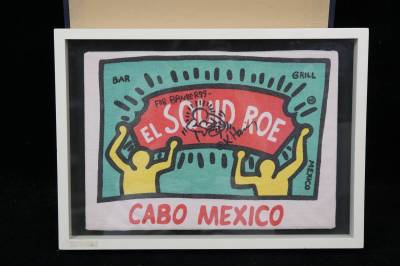 BAR
GRILL
EL SQUID ROE
MEXICO
CABO MEXICO